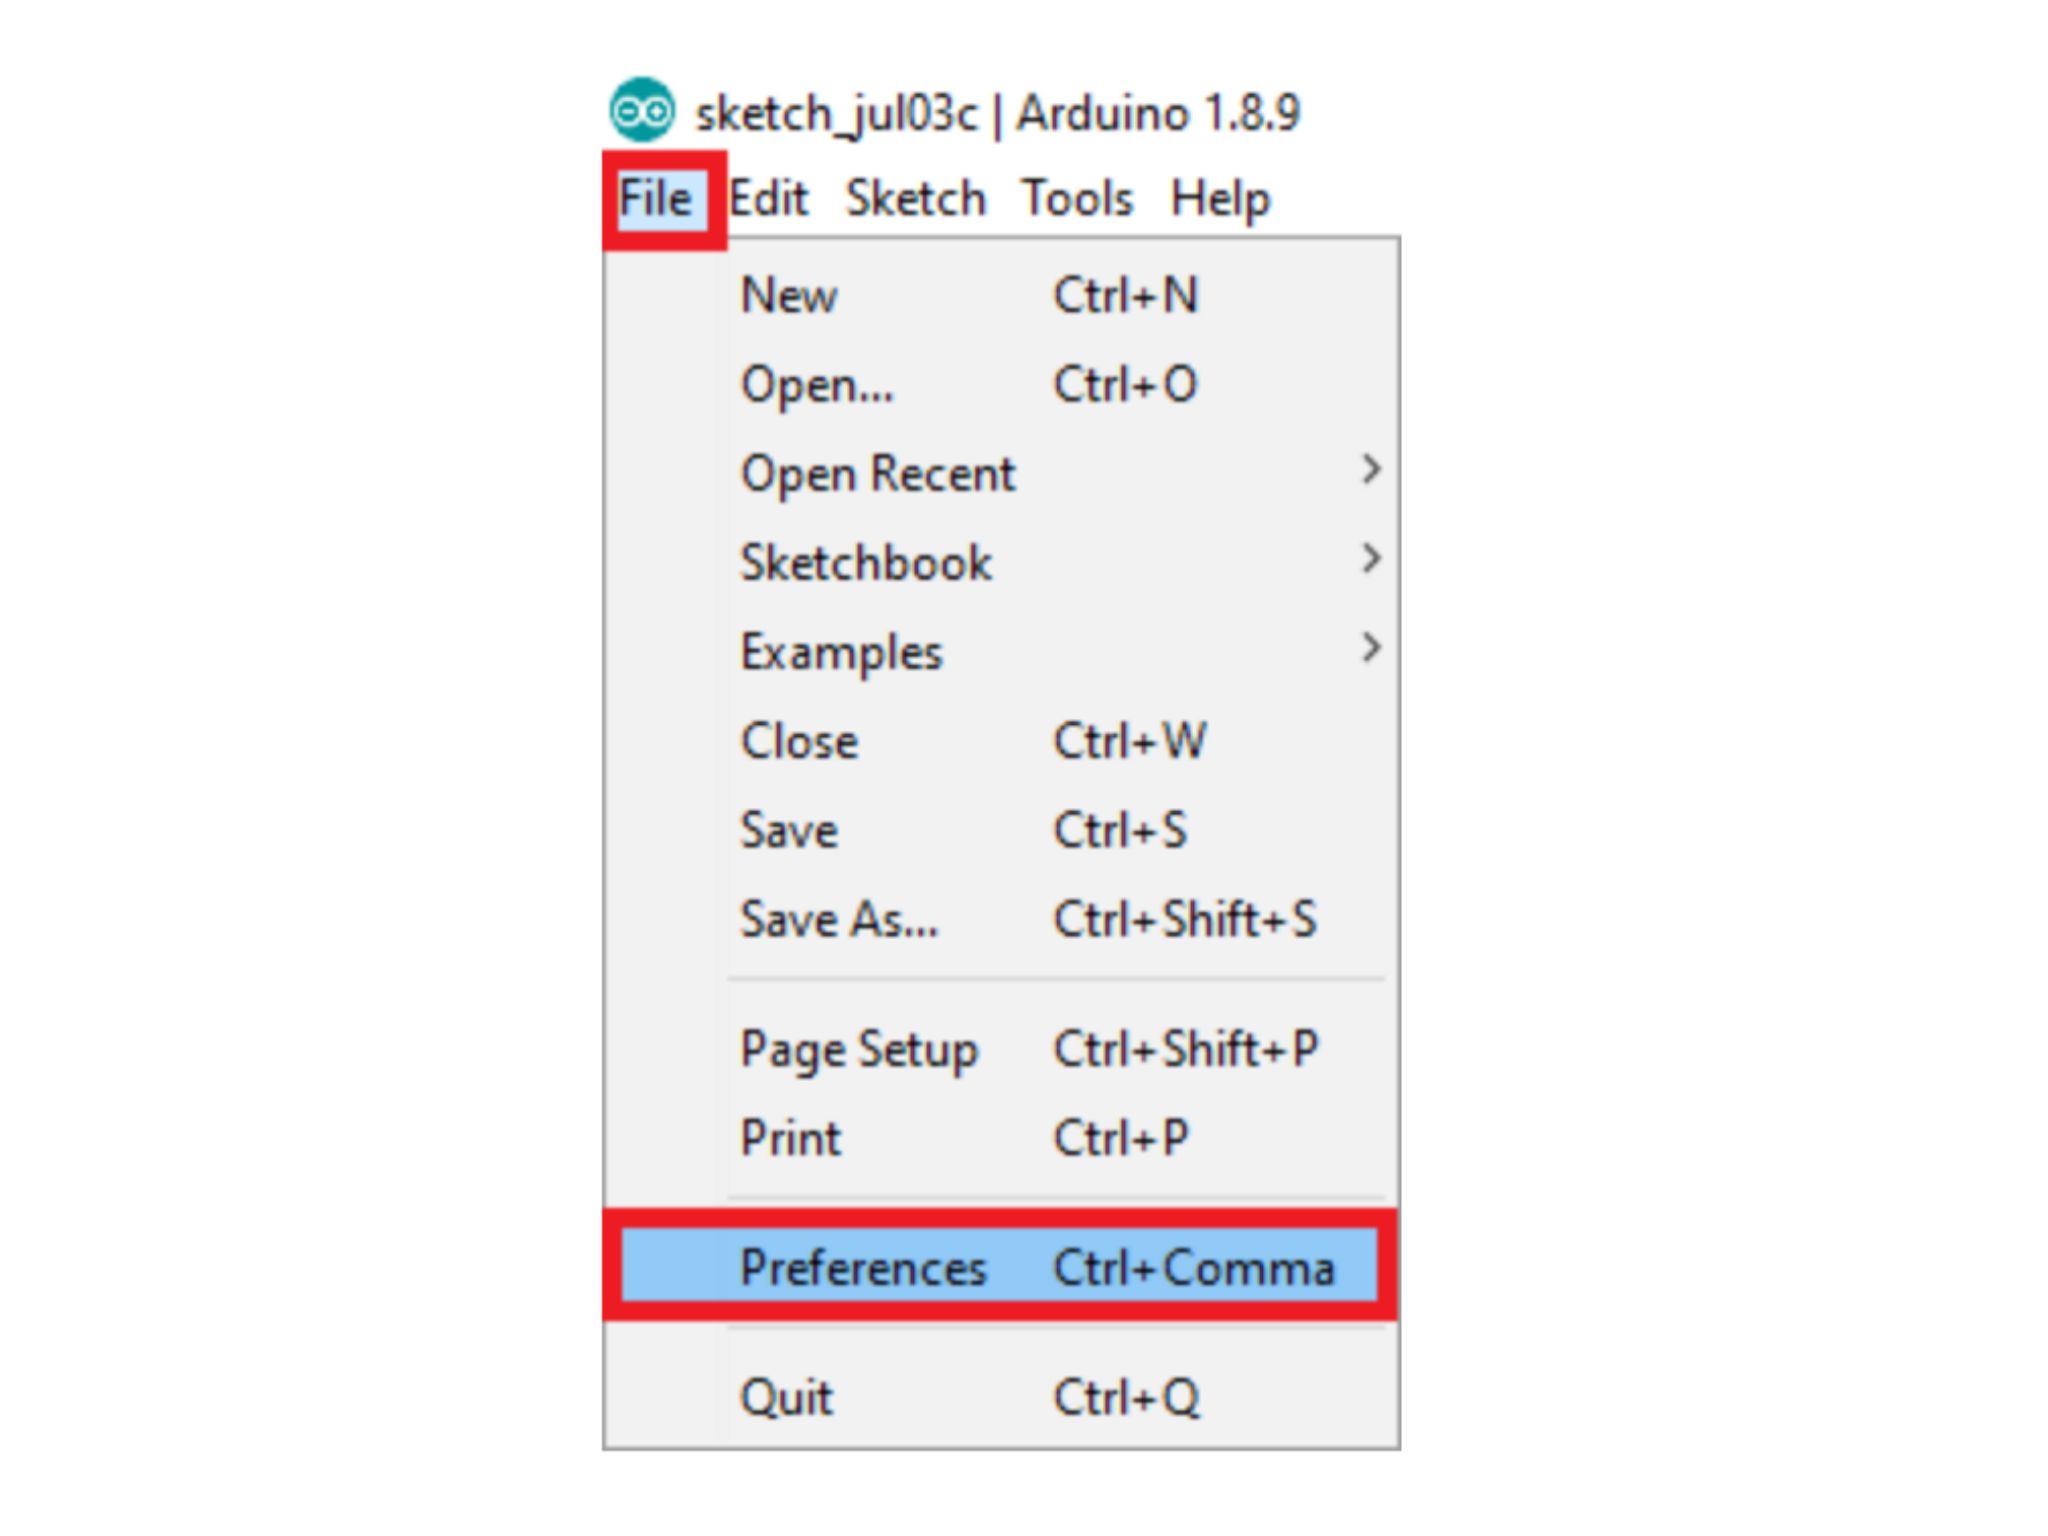 sketch_jul03c | Arduino 1.8.9
File Edit Sketch Tools Help
New Ctrl+N
Open... Ctrl+O
Open Recent
Sketchbook
Examples
Close Ctrl+W
Save Ctrl+S
Save As... Ctrl+Shift+S
Page Setup Ctrl+Shift+P
Print Ctrl+P
Preferences Ctrl+Comma
Quit Ctrl+Q